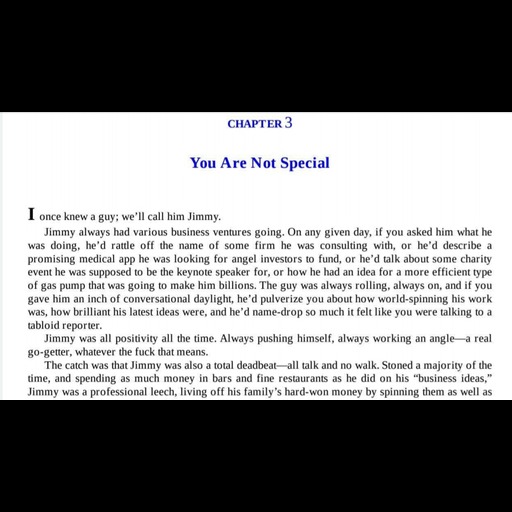 CHAPTER 3
You Are Not Special
I once knew a guy; we’ll call him Jimmy.
Jimmy always had various business ventures going. On any given day, if you asked him what he
was doing, he’d rattle off the name of some firm he was consulting with, or he’d describe a
promising medical app he was looking for angel investors to fund, or he’d talk about some charity
event he was supposed to be the keynote speaker for, or how he had an idea for a more efficient type
of gas pump that was going to make him billions. The guy was always rolling, always on, and if you
gave him an inch of conversational daylight, he’d pulverize you about how world-spinning his work
was, how brilliant his latest ideas were, and he’d name-drop so much it felt like you were talking to a
tabloid reporter.
Jimmy was all positivity all the time. Always pushing himself, always working an angle—a real
go-getter, whatever the fuck that means.
The catch was that Jimmy was also a total deadbeat—all talk and no walk. Stoned a majority of the
time, and spending as much money in bars and fine restaurants as he did on his “business ideas,”
Jimmy was a professional leech, living off his family’s hard-won money by spinning them as well as